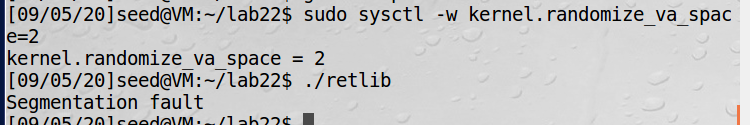 [09/05/20]seed@VM:~/lab22$ sudo sysctl -w kernel.randomize_va_spac
e=2
kernel.randomize_va_space = 2
[09/05/20]seed@VM:~/lab22$ ./retlib
Segmentation fault
[09/05/20]seed@VM:~/lab22$